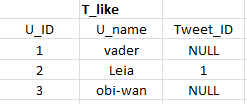 T_like
U_ID U_name Tweet_ID
1 vader NULL
2 Leia 1
3 obi-wan NULL